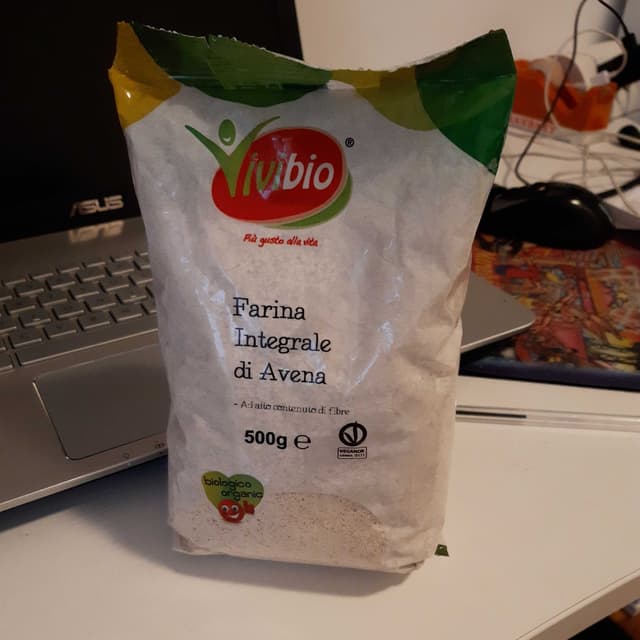 ASUS
Vivibio
®
Più gusto alla vita
Farina
Integrale
di Avena
- Ad alto contenuto di fibre
500g e
VEGANOK
biologico
organic